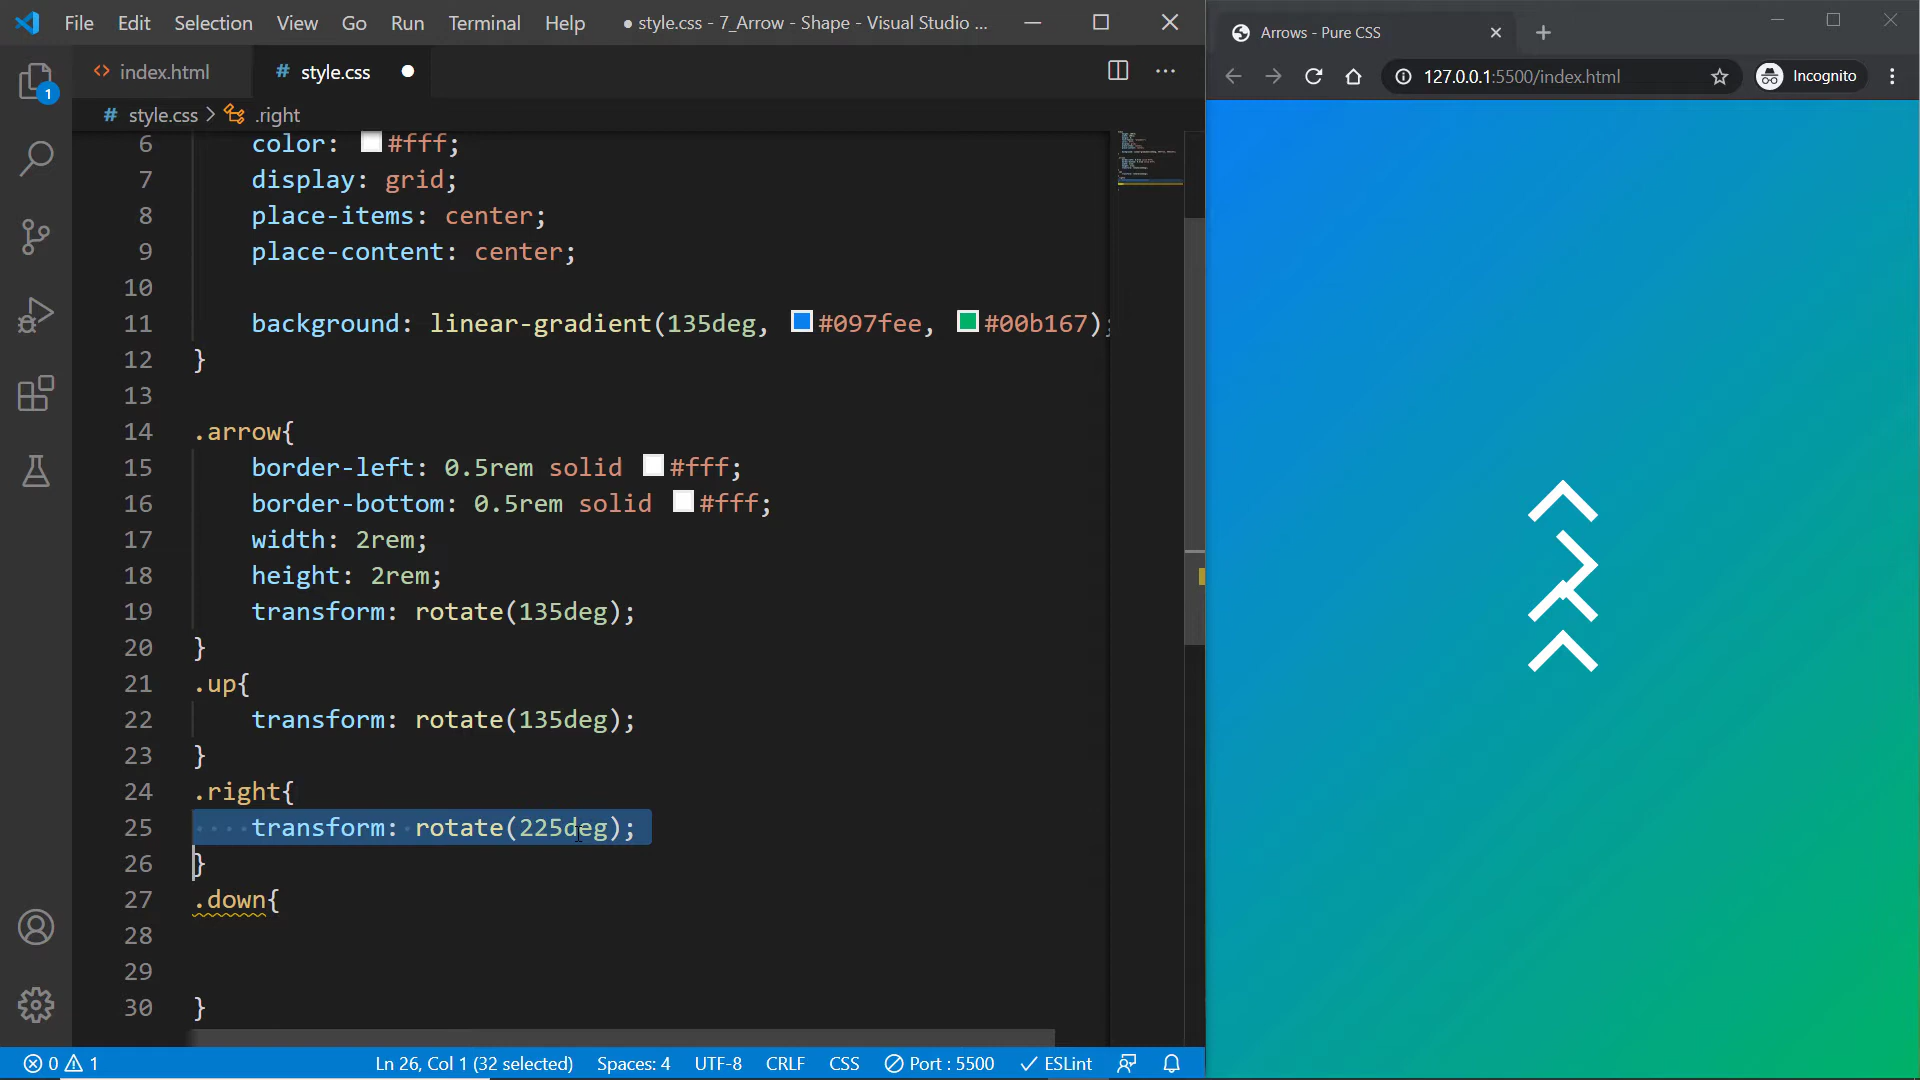 File Edit Selection View Go Run Terminal Help ● style.css - 7_Arrow - Shape - Visual Studio ...
Arrows - Pure CSS
index.html
# style.css ●
127.0.0.1:5500/index.html
Incognito
1
# style.css > .right
6 color: #fff;
7 display: grid;
8 place-items: center;
9 place-content: center;
10
11 background: linear-gradient(135deg, #097fee, #00b167);
12 }
13
14 .arrow{
15 border-left: 0.5rem solid #fff;
16 border-bottom: 0.5rem solid #fff;
17 width: 2rem;
18 height: 2rem;
19 transform: rotate(135deg);
20 }
21 .up{
22 transform: rotate(135deg);
23 }
24 .right{
25 transform: rotate(225deg);
26 }
27 .down{
28
29
30 }
0 1 Ln 26, Col 1 (32 selected) Spaces: 4 UTF-8 CRLF CSS Port : 5500 ESLint